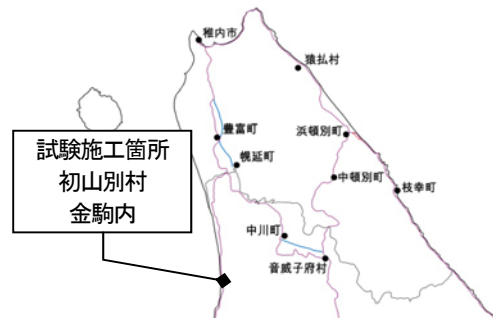 稚内市
猿払村
豊富町
浜頓別町
幌延町
中頓別町
枝幸町
試験施工箇所
初山別村
金駒内
中川町
音威子府村